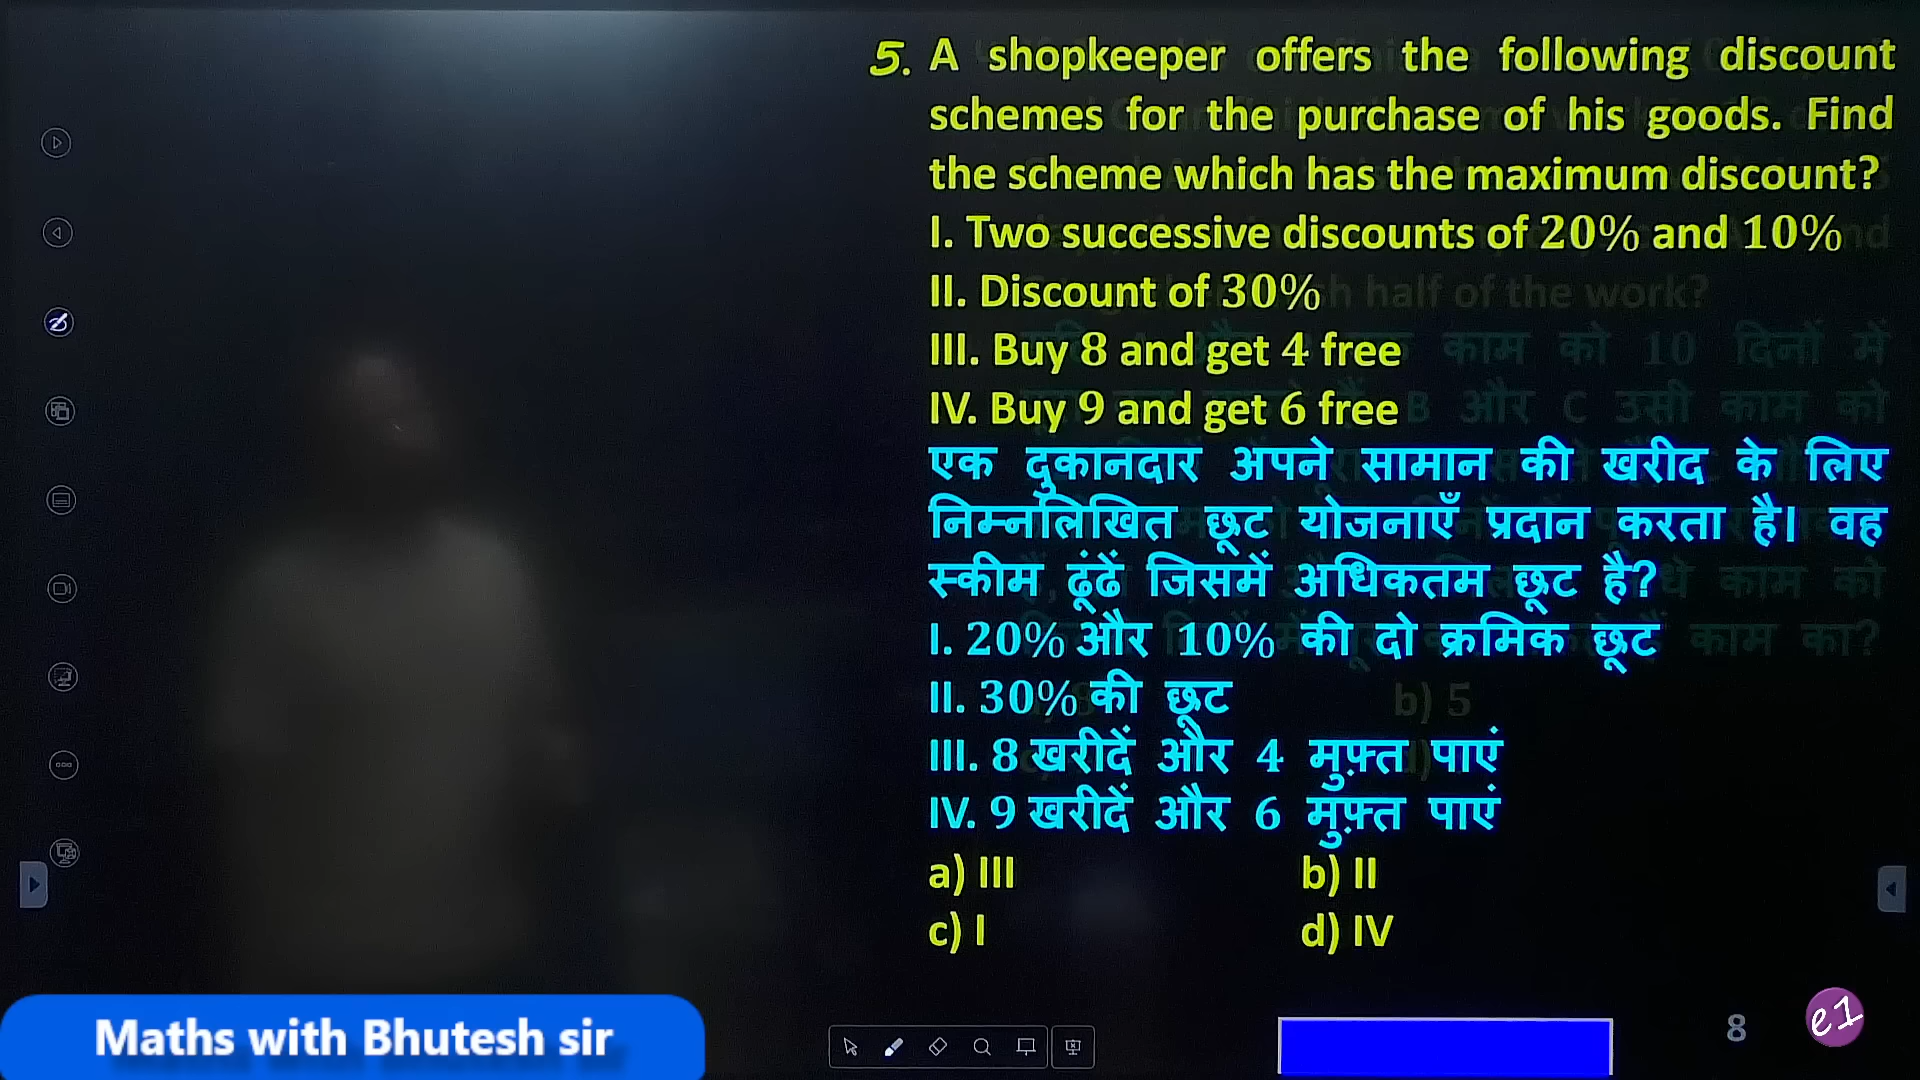 5. A shopkeeper offers the following discount
schemes for the purchase of his goods. Find
the scheme which has the maximum discount?
I. Two successive discounts of 20% and 10%
II. Discount of 30%
III. Buy 8 and get 4 free
IV. Buy 9 and get 6 free
एक दुकानदार अपने सामान की खरीद के लिए
निम्नलिखित छूट योजनाएँ प्रदान करता है। वह
स्कीम ढूंढें जिसमें अधिकतम छूट है?
I. 20% और 10% की दो क्रमिक छूट
II. 30% की छूट
III. 8 खरीदें और 4 मुफ़्त पाएं
IV. 9 खरीदें और 6 मुफ़्त पाएं
a) III b) II
c) I d) IV
Maths with Bhutesh sir
8
e1